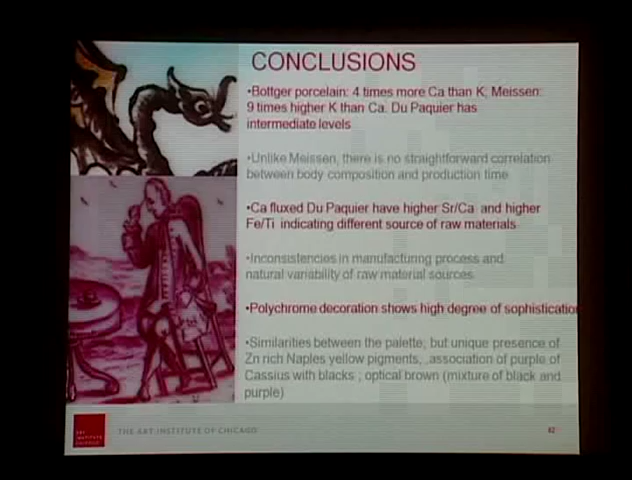 CONCLUSIONS
•Bottger porcelain: 4 times more Ca than K; Meissen:
9 times higher K than Ca. Du Paquier has
intermediate levels
•Unlike Meissen, there is no straightforward correlation
between body composition and production time
•Ca fluxed Du Paquier have higher Sr/Ca and higher
Fe/Ti indicating different source of raw materials
•Inconsistencies in manufacturing process and
natural variability of raw material sources
•Polychrome decoration shows high degree of sophistication
•Similarities between the palette, but unique presence of
Zn rich Naples yellow pigments, association of purple of
Cassius with blacks ; optical brown (mixture of black and
purple)
ART
INSTITUTE
CHICAGO
THE ART INSTITUTE OF CHICAGO
62